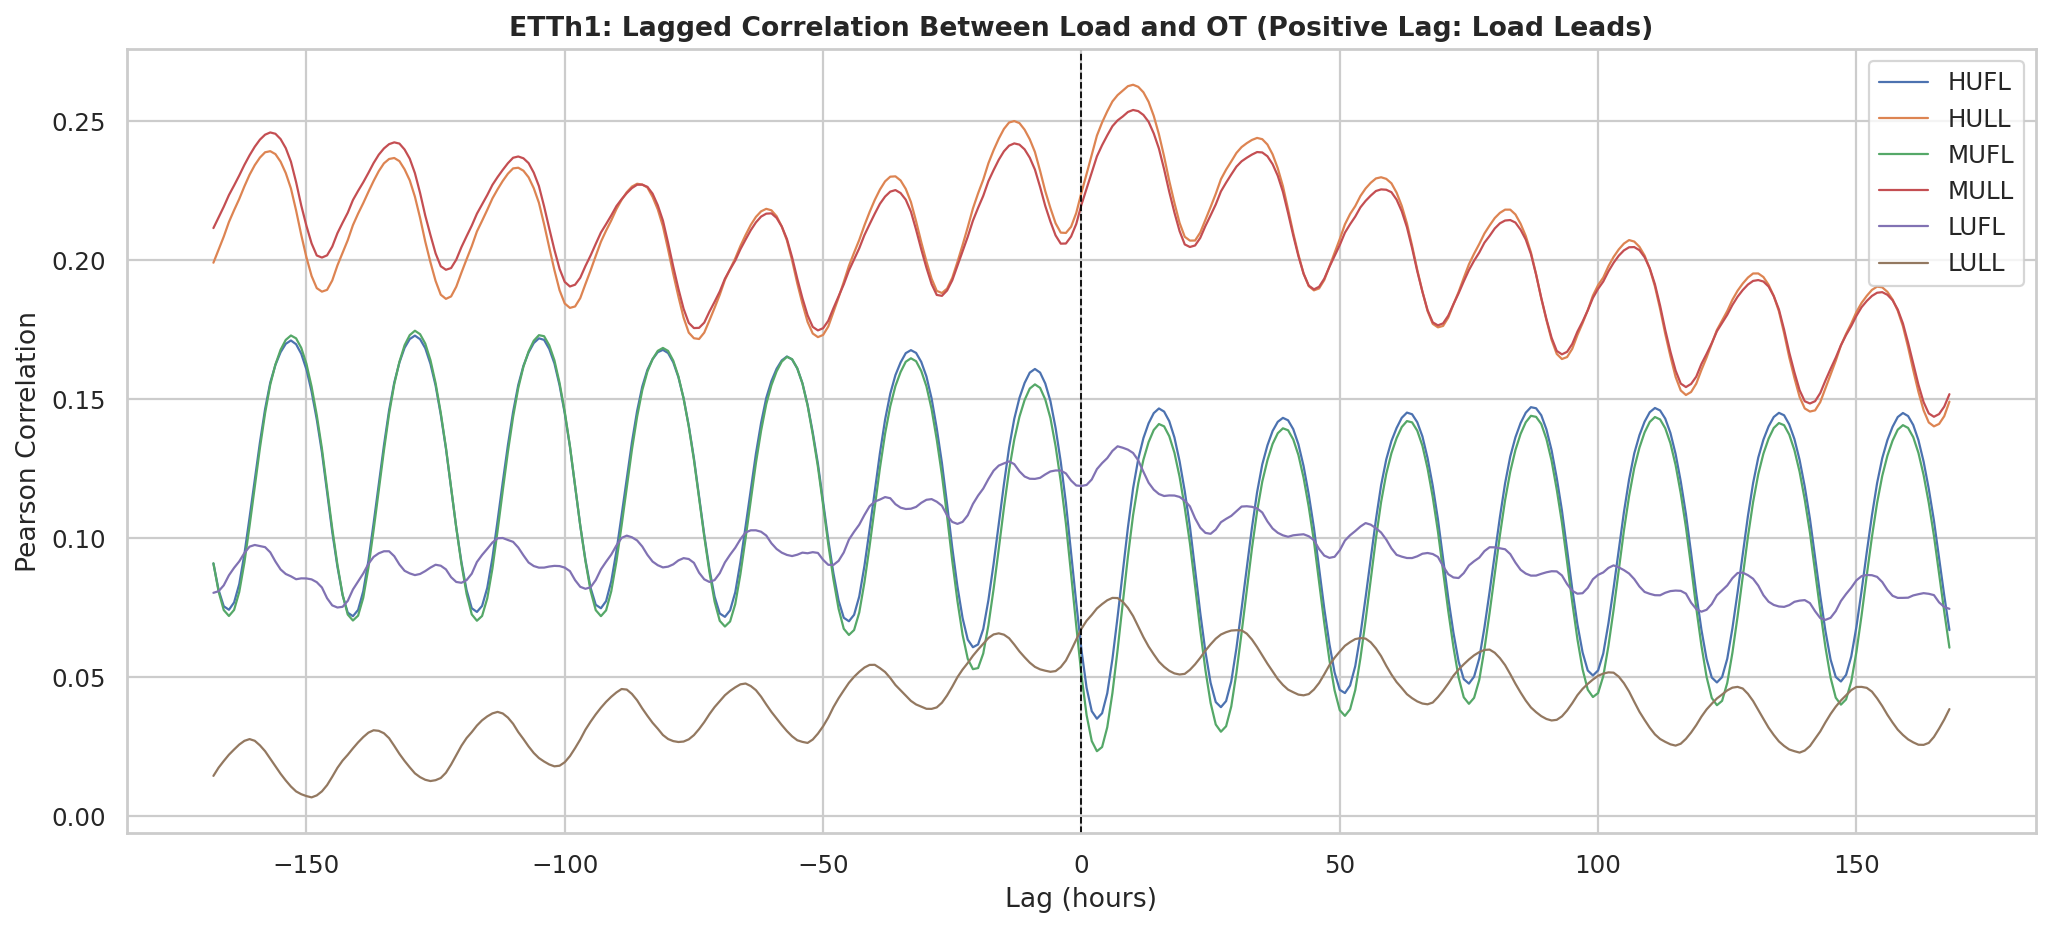 ETTh1: Lagged Correlation Between Load and OT (Positive Lag: Load Leads)
HUFL
HULL
MUFL
MULL
LUFL
LULL
Pearson Correlation
0.25
0.20
0.15
0.10
0.05
0.00
−150
−100
−50
0
50
100
150
Lag (hours)